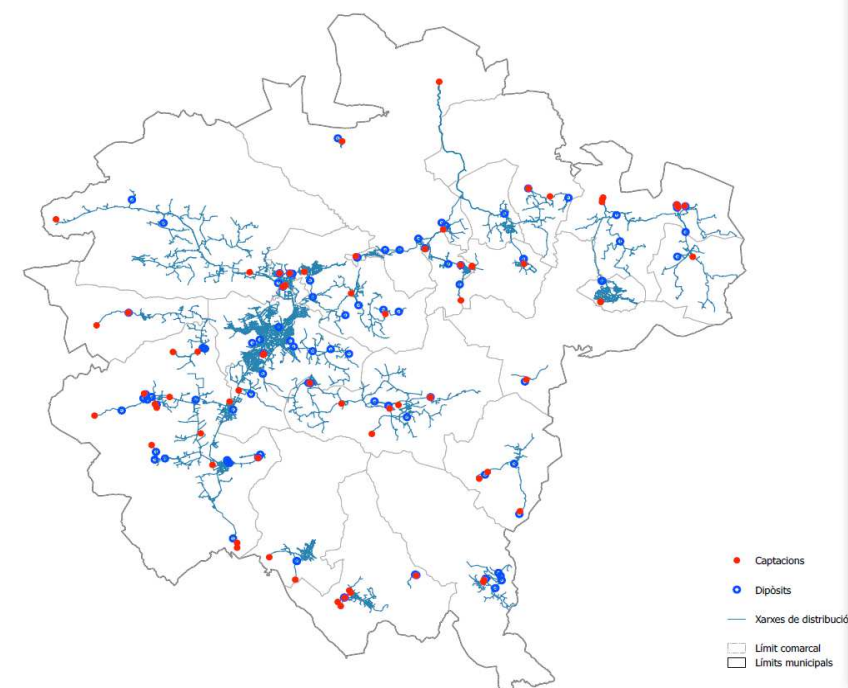 Captacions
Dipòsits
Xarxes de distribució
Límit comarcal
Límits municipals